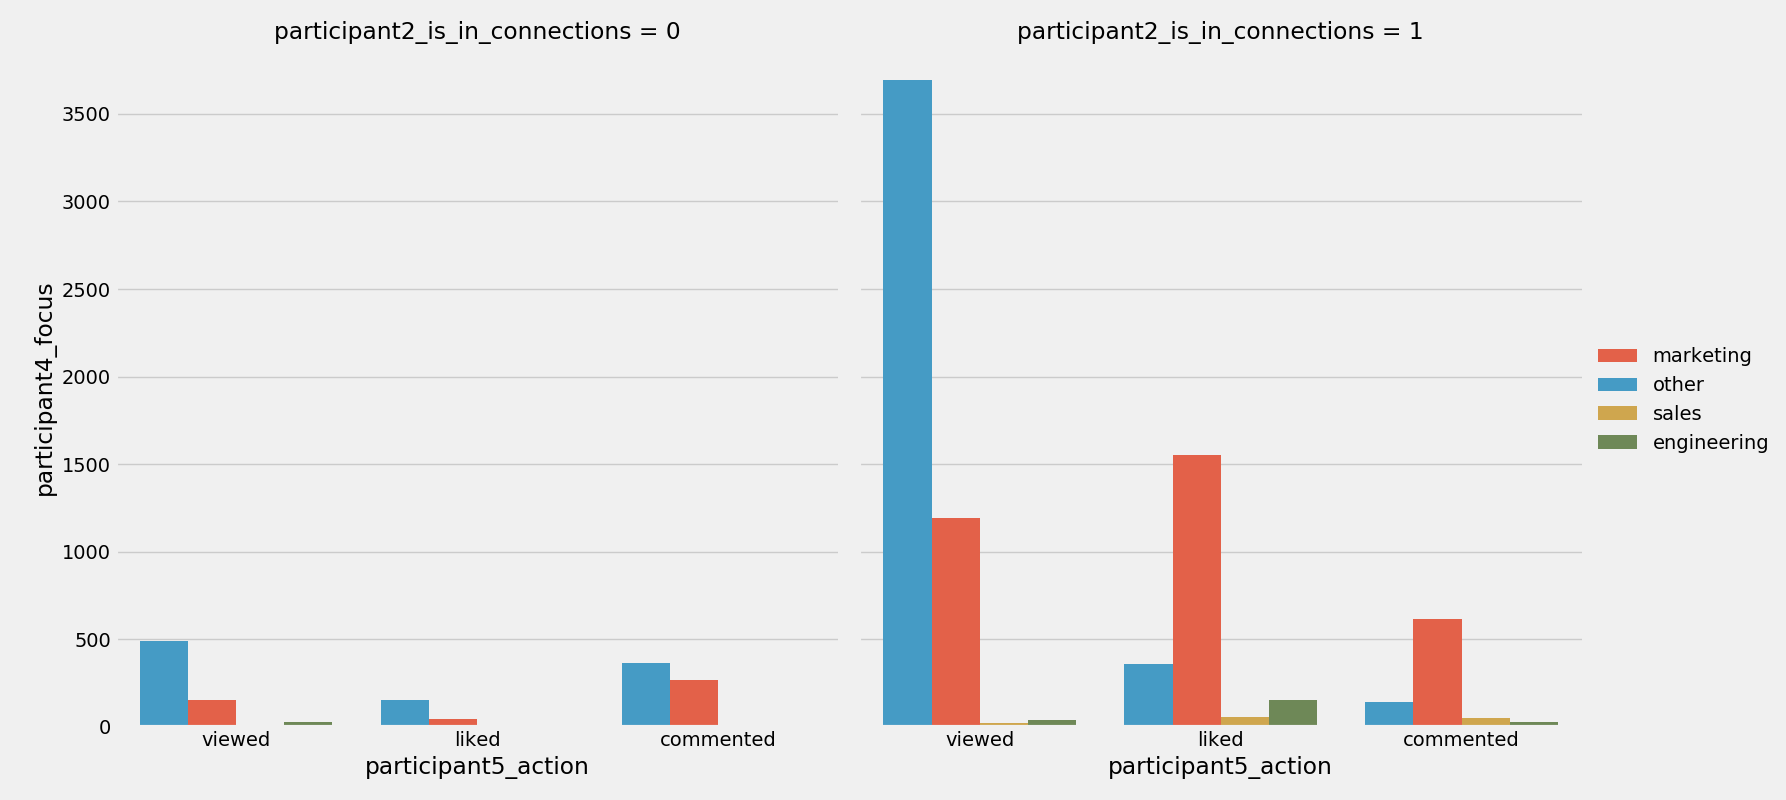 participant2_is_in_connections = 0
participant2_is_in_connections = 1
participant4_focus
3500
3000
2500
2000
1500
1000
500
0
viewed
liked
commented
viewed
liked
commented
participant5_action
participant5_action
marketing
other
sales
engineering